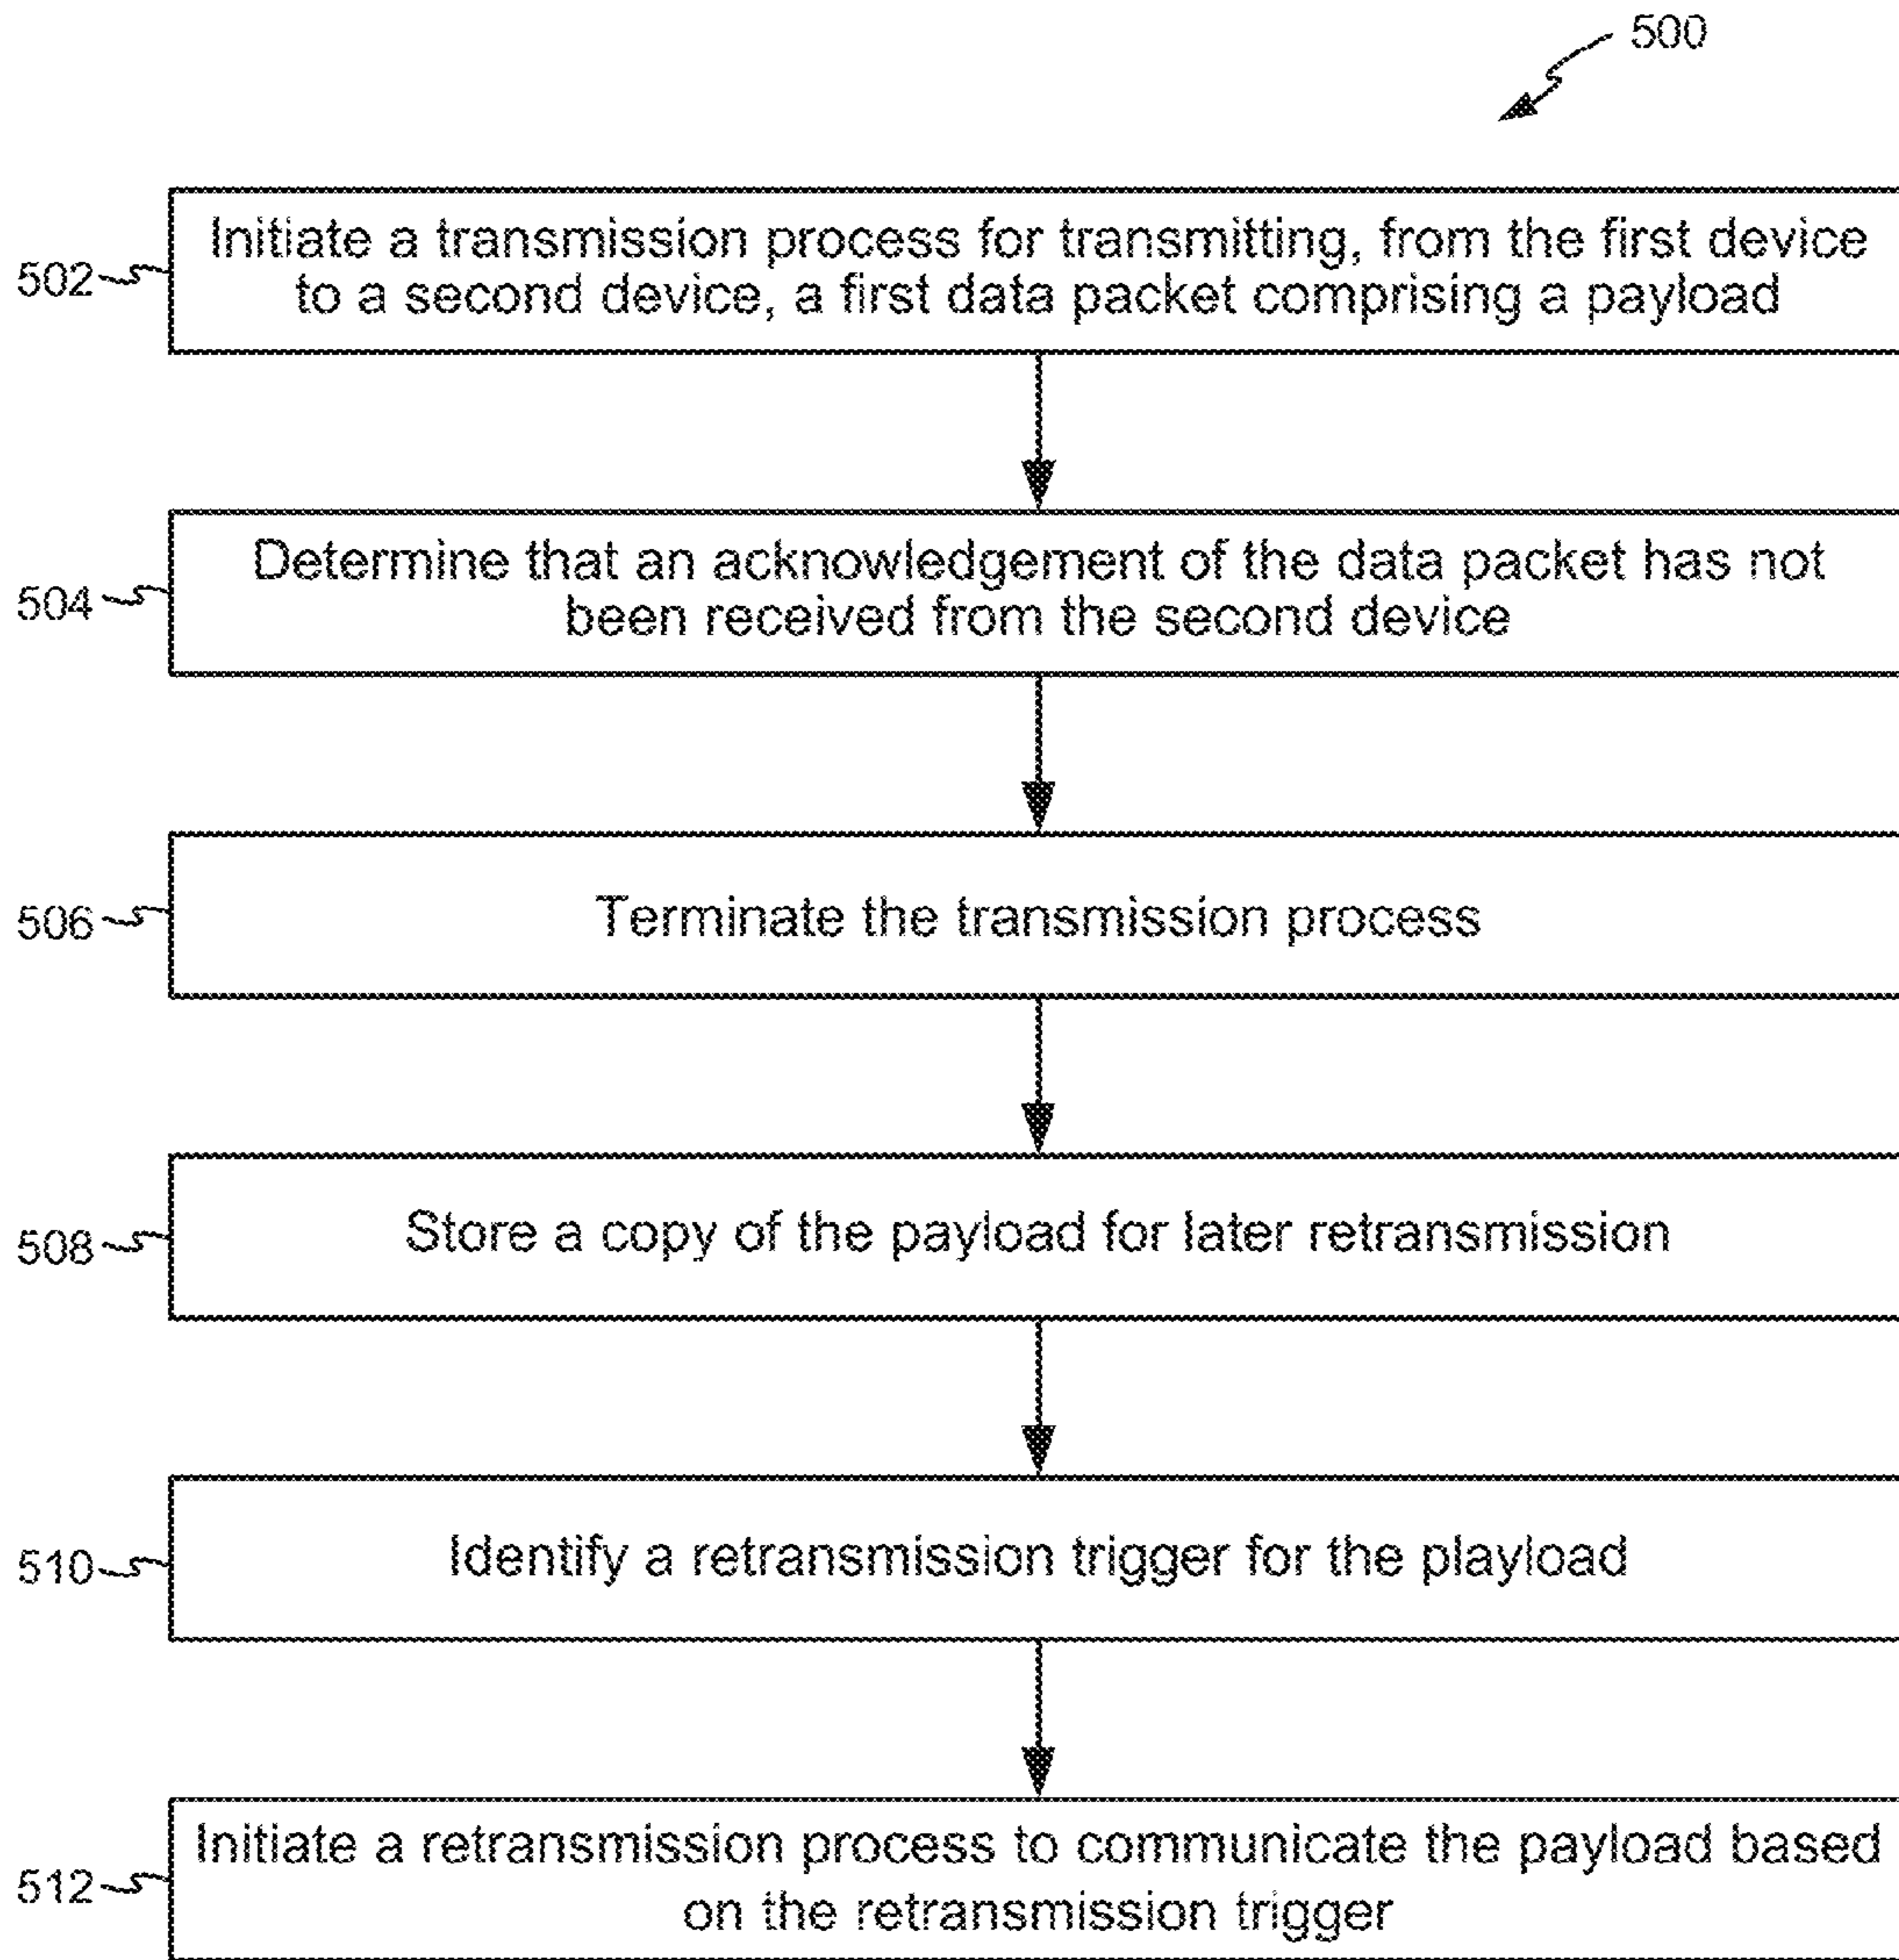 500
502
Initiate a transmission process for transmitting, from the first device
to a second device, a first data packet comprising a payload
504
Determine that an acknowledgement of the data packet has not
been received from the second device
506
Terminate the transmission process
508
Store a copy of the payload for later retransmission
510
Identify a retransmission trigger for the playload
512
Initiate a retransmission process to communicate the payload based
on the retransmission trigger